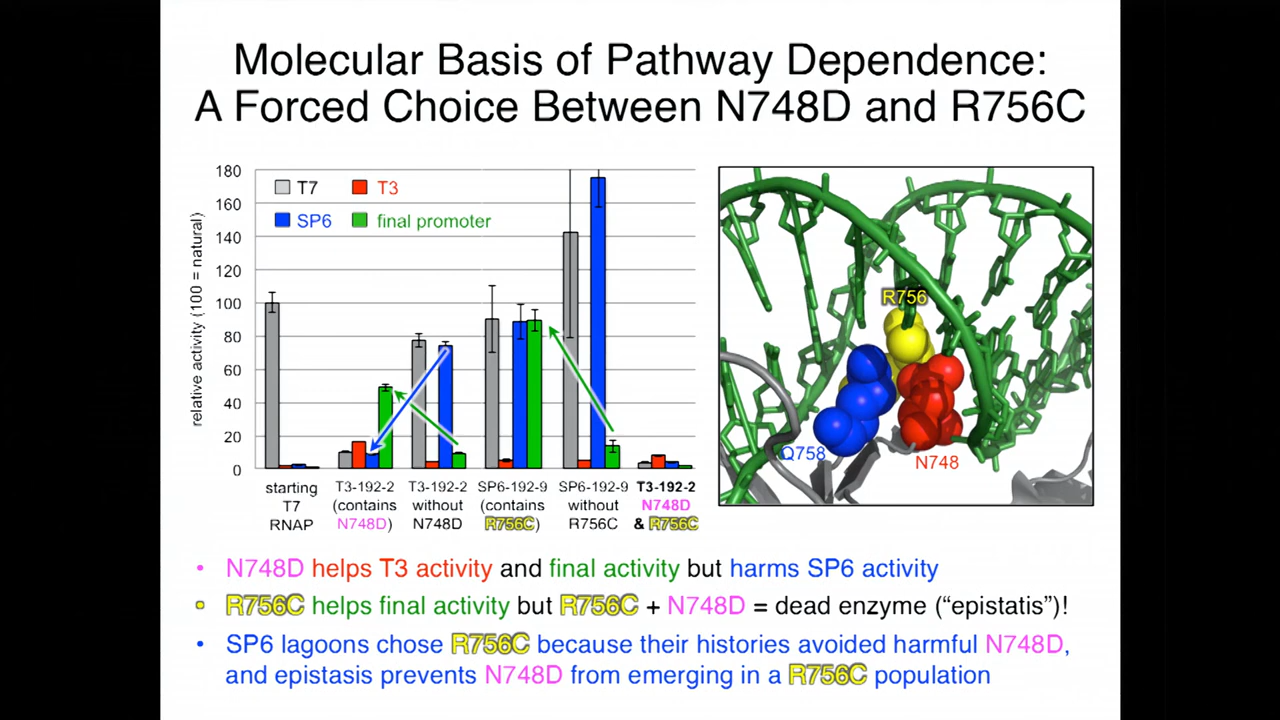 Molecular Basis of Pathway Dependence:
A Forced Choice Between N748D and R756C
relative activity (100 = natural)
180
160
140
120
100
80
60
40
20
0
T7
T3
SP6
final promoter
starting
T7
RNAP
T3-192-2
(contains
N748D)
T3-192-2
without
N748D
SP6-192-9
(contains
R756C)
SP6-192-9
without
R756C
T3-192-2
N748D
& R756C
R756
Q758
N748
• N748D helps T3 activity and final activity but harms SP6 activity
• R756C helps final activity but R756C + N748D = dead enzyme (“epistatis”)!
• SP6 lagoons chose R756C because their histories avoided harmful N748D,
and epistasis prevents N748D from emerging in a R756C population